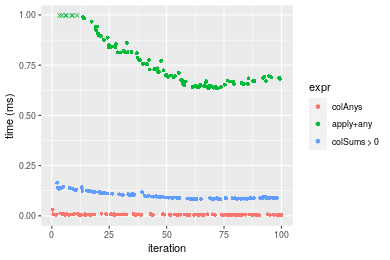 1.00
0.75
0.50
0.25
0.00
time (ms)
0
25
50
75
100
iteration
expr
colAnys
apply+any
colSums > 0